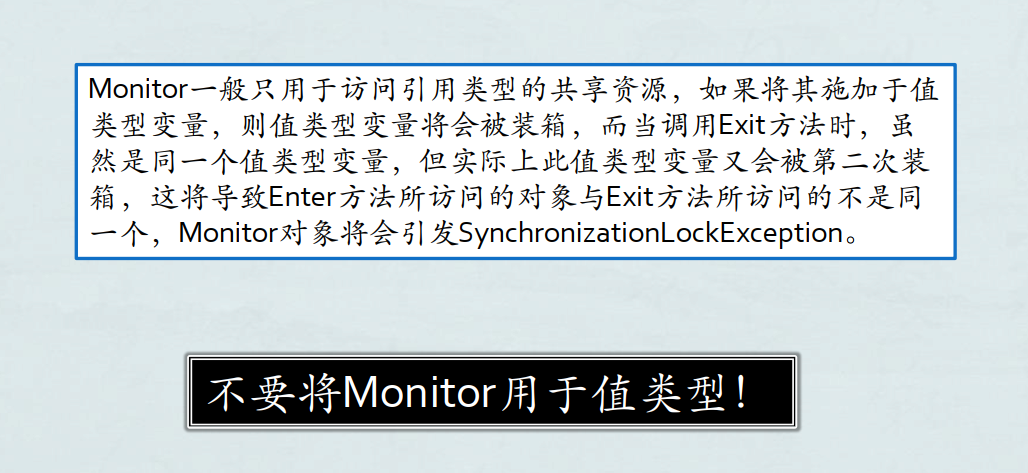 Monitor一般只用于访问引用类型的共享资源，如果将其施加于值
类型变量，则值类型变量将会被装箱，而当调用Exit方法时，虽
然是同一个值类型变量，但实际上此值类型变量又会被第二次装
箱，这将导致Enter方法所访问的对象与Exit方法所访问的不是同
一个，Monitor对象将会引发SynchronizationLockException。
不要将Monitor用于值类型！